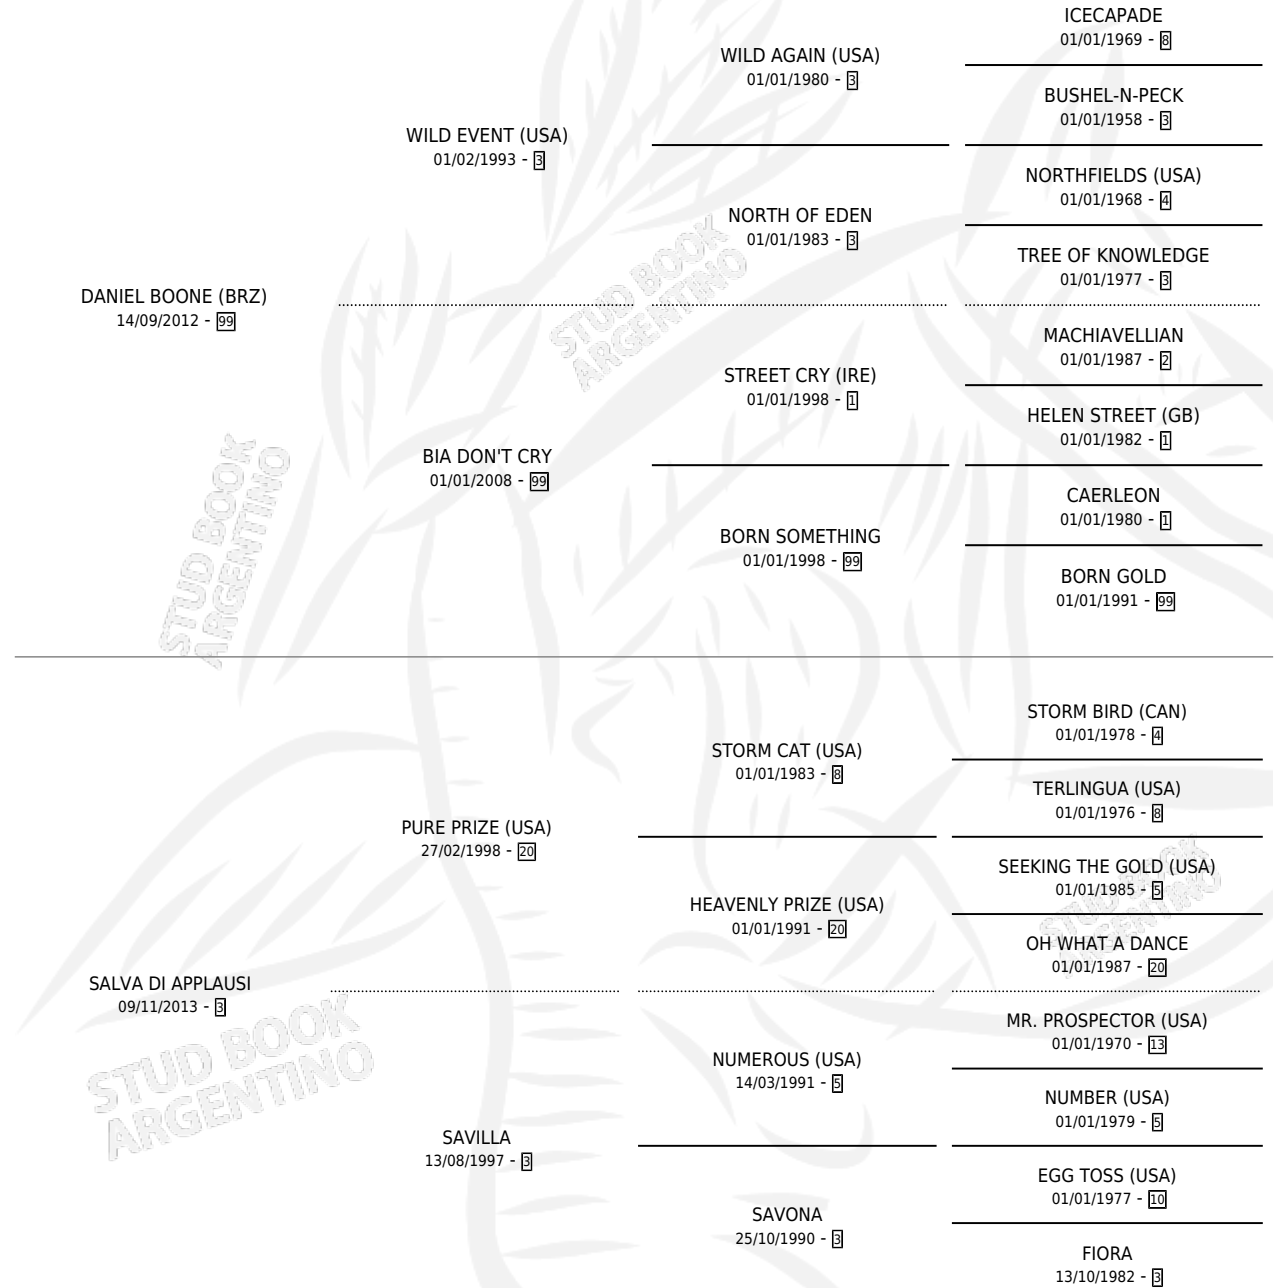 ICECAPADE
01/01/1969 - 8
WILD AGAIN (USA)
01/01/1980 - 3
BUSHEL-N-PECK
01/01/1958 - 3
WILD EVENT (USA)
01/02/1993 - 3
NORTHFIELDS (USA)
01/01/1968 - 4
NORTH OF EDEN
01/01/1983 - 3
TREE OF KNOWLEDGE
01/01/1977 - 3
DANIEL BOONE (BRZ)
14/09/2012 - 99
STUD BOOK
ARGENTINO
MACHIAVELLIAN
01/01/1987 - 2
STREET CRY (IRE)
01/01/1998 - 1
HELEN STREET (GB)
01/01/1982 - 1
BIA DON'T CRY
01/01/2008 - 99
CAERLEON
01/01/1980 - 1
BORN SOMETHING
01/01/1998 - 99
BORN GOLD
01/01/1991 - 99
STUD BOOK
ARGENTINO
STORM BIRD (CAN)
01/01/1978 - 4
STORM CAT (USA)
01/01/1983 - 8
TERLINGUA (USA)
01/01/1976 - 8
PURE PRIZE (USA)
27/02/1998 - 20
SEEKING THE GOLD (USA)
01/01/1985 - 5
HEAVENLY PRIZE (USA)
01/01/1991 - 20
OH WHAT A DANCE
01/01/1987 - 20
STUD BOOK
ARGENTINO
SALVA DI APPLAUSI
09/11/2013 - 3
MR. PROSPECTOR (USA)
01/01/1970 - 13
NUMEROUS (USA)
14/03/1991 - 5
NUMBER (USA)
01/01/1979 - 5
STUD BOOK
ARGENTINO
SAVILLA
13/08/1997 - 3
EGG TOSS (USA)
01/01/1977 - 10
SAVONA
25/10/1990 - 3
FIORA
13/10/1982 - 3